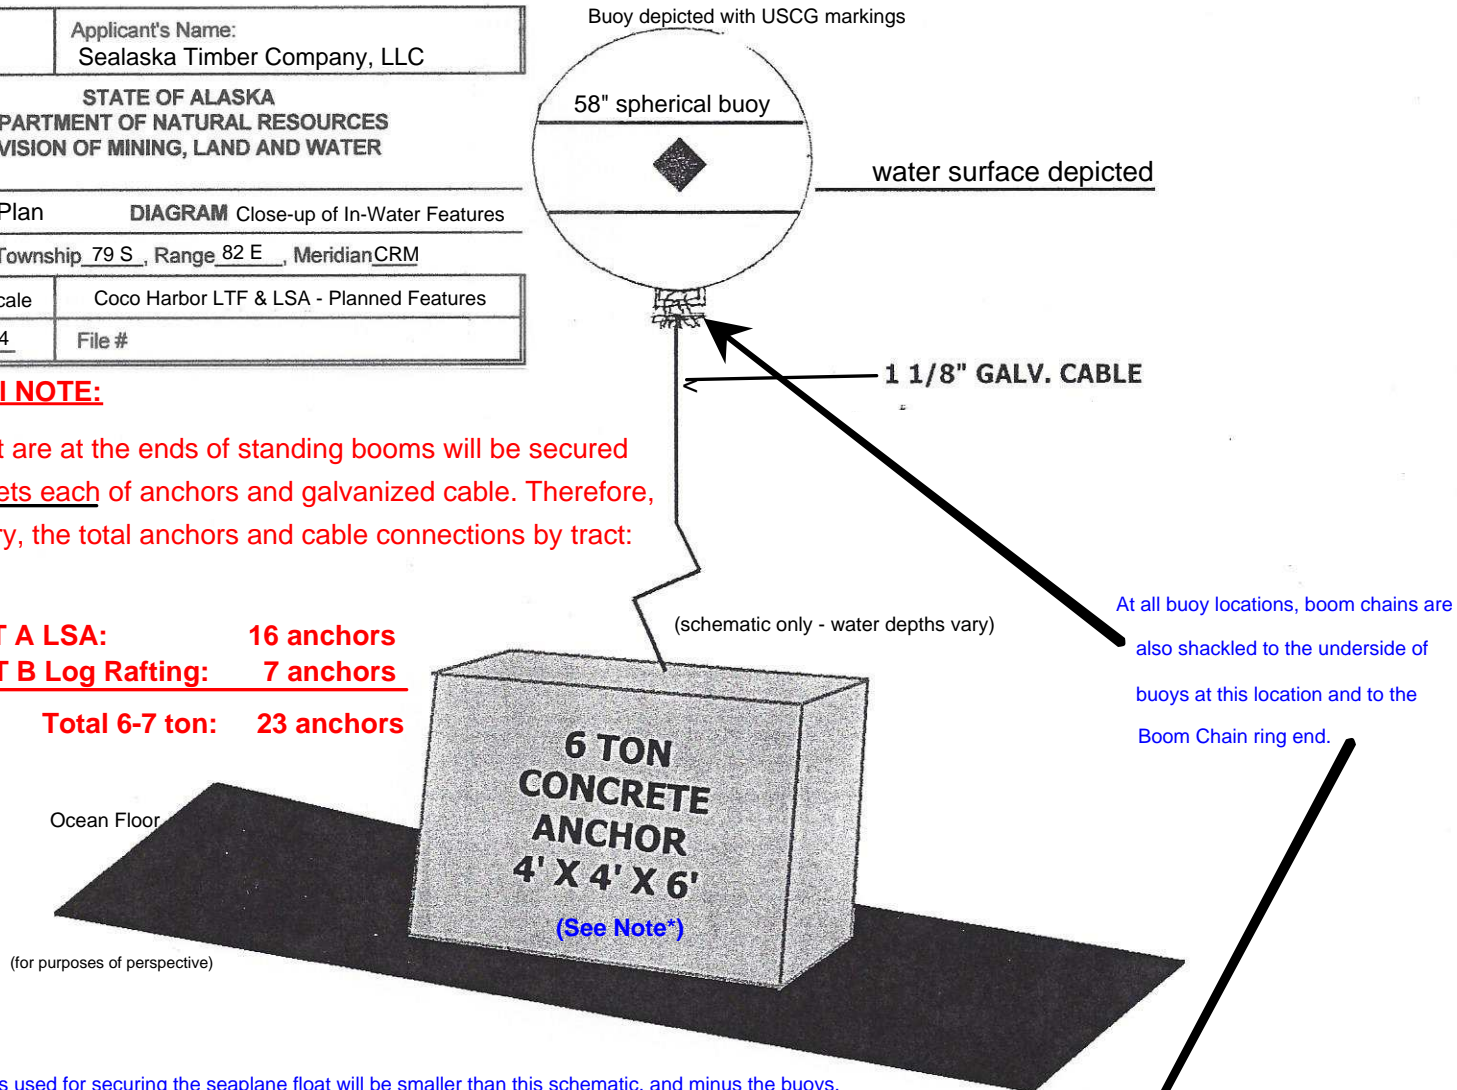 Applicant's Name:
Sealaska Timber Company, LLC
STATE OF ALASKA
PARTMENT OF NATURAL RESOURCES
VISION OF MINING, LAND AND WATER
Plan DIAGRAM Close-up of In-Water Features
Township 79 S, Range 82 E, Meridian CRM
cale Coco Harbor LTF & LSA - Planned Features
4 File #
Buoy depicted with USCG markings
58" spherical buoy
water surface depicted
1 1/8" GALV. CABLE
I NOTE:
t are at the ends of standing booms will be secured
ets each of anchors and galvanized cable. Therefore,
ry, the total anchors and cable connections by tract:
T A LSA: 16 anchors
T B Log Rafting: 7 anchors
Total 6-7 ton: 23 anchors
(schematic only - water depths vary)
At all buoy locations, boom chains are
also shackled to the underside of
buoys at this location and to the
Boom Chain ring end.
6 TON
CONCRETE
ANCHOR
4' X 4' X 6'
(See Note*)
Ocean Floor
(for purposes of perspective)
s used for securing the seaplane float will be smaller than this schematic, and minus the buoys.